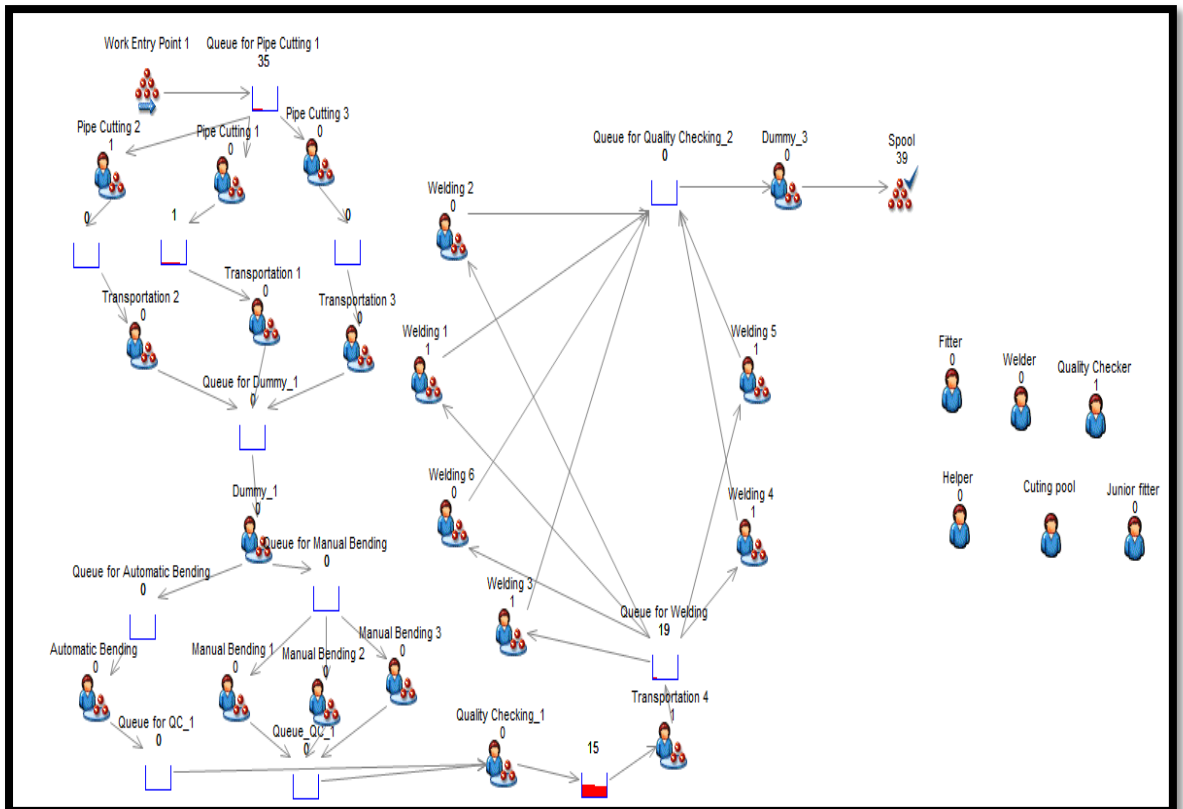 Work Entry Point 1
Queue for Pipe Cutting 1
35
Pipe Cutting 3
0
Pipe Cutting 2
1
Pipe Cutting 1
0
0
1
0
Transportation 1
0
Transportation 2
0
Transportation 3
0
Queue for Dummy_1
0
Dummy_1
0
Queue for Manual Bending
0
Queue for Automatic Bending
0
Automatic Bending
0
Manual Bending 1
0
Manual Bending 2
0
Manual Bending 3
0
Queue for QC_1
0
Queue_QC_1
0
Quality Checking_1
0
15
Transportation 4
1
Queue for Welding
19
Welding 3
1
Welding 6
0
Welding 4
1
Welding 1
1
Welding 5
1
Welding 2
0
Queue for Quality Checking_2
0
Dummy_3
0
Spool
39
Fitter
0
Welder
0
Quality Checker
1
Helper
0
Cuting pool
Junior fitter
0